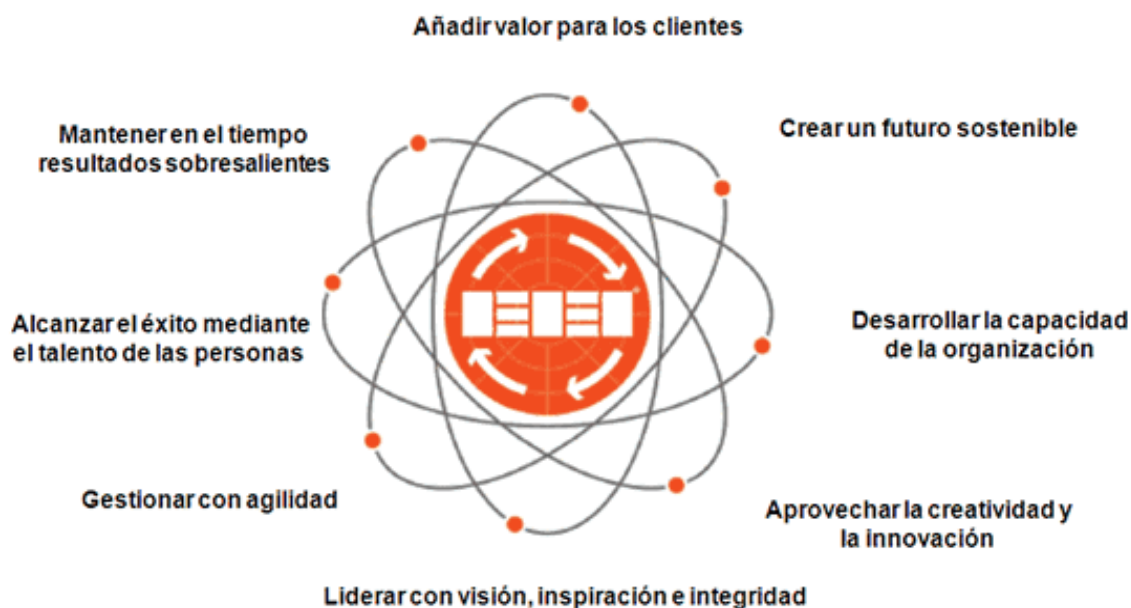 Añadir valor para los clientes
Mantener en el tiempo
resultados sobresalientes
Crear un futuro sostenible
Alcanzar el éxito mediante
el talento de las personas
Desarrollar la capacidad
de la organización
Gestionar con agilidad
Aprovechar la creatividad y
la innovación
Liderar con visión, inspiración e integridad